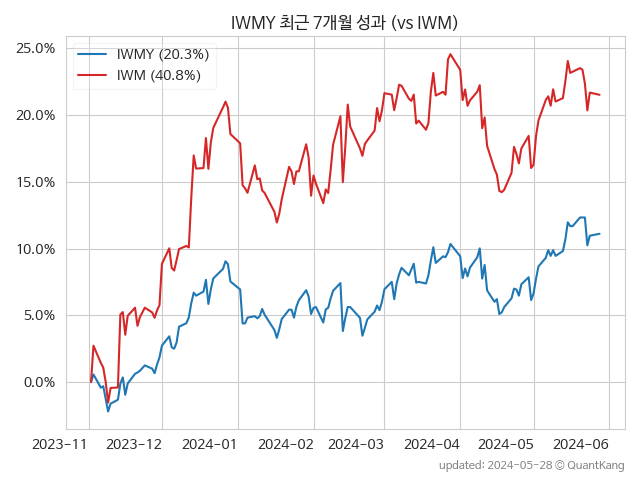 IWMY 최근 7개월 성과 (vs IWM)
IWMY (20.3%)
IWM (40.8%)
25.0%
20.0%
15.0%
10.0%
5.0%
0.0%
2023-11 2023-12 2024-01 2024-02 2024-03 2024-04 2024-05 2024-06
updated: 2024-05-28 © QuantKang